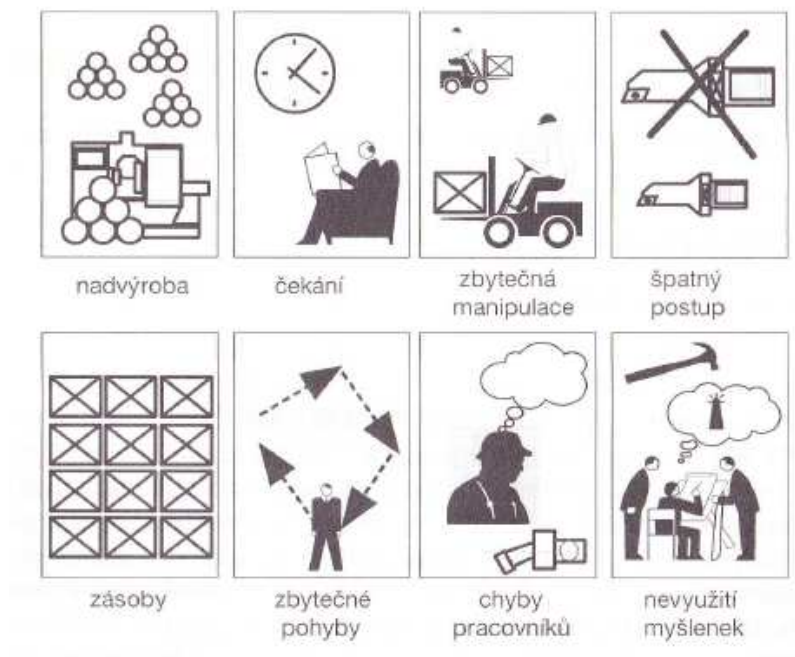 nadvýroba
čekání
zbytečná
manipulace
špatný
postup
zásoby
zbytečné
pohyby
chyby
pracovníků
nevyužití
myšlenek